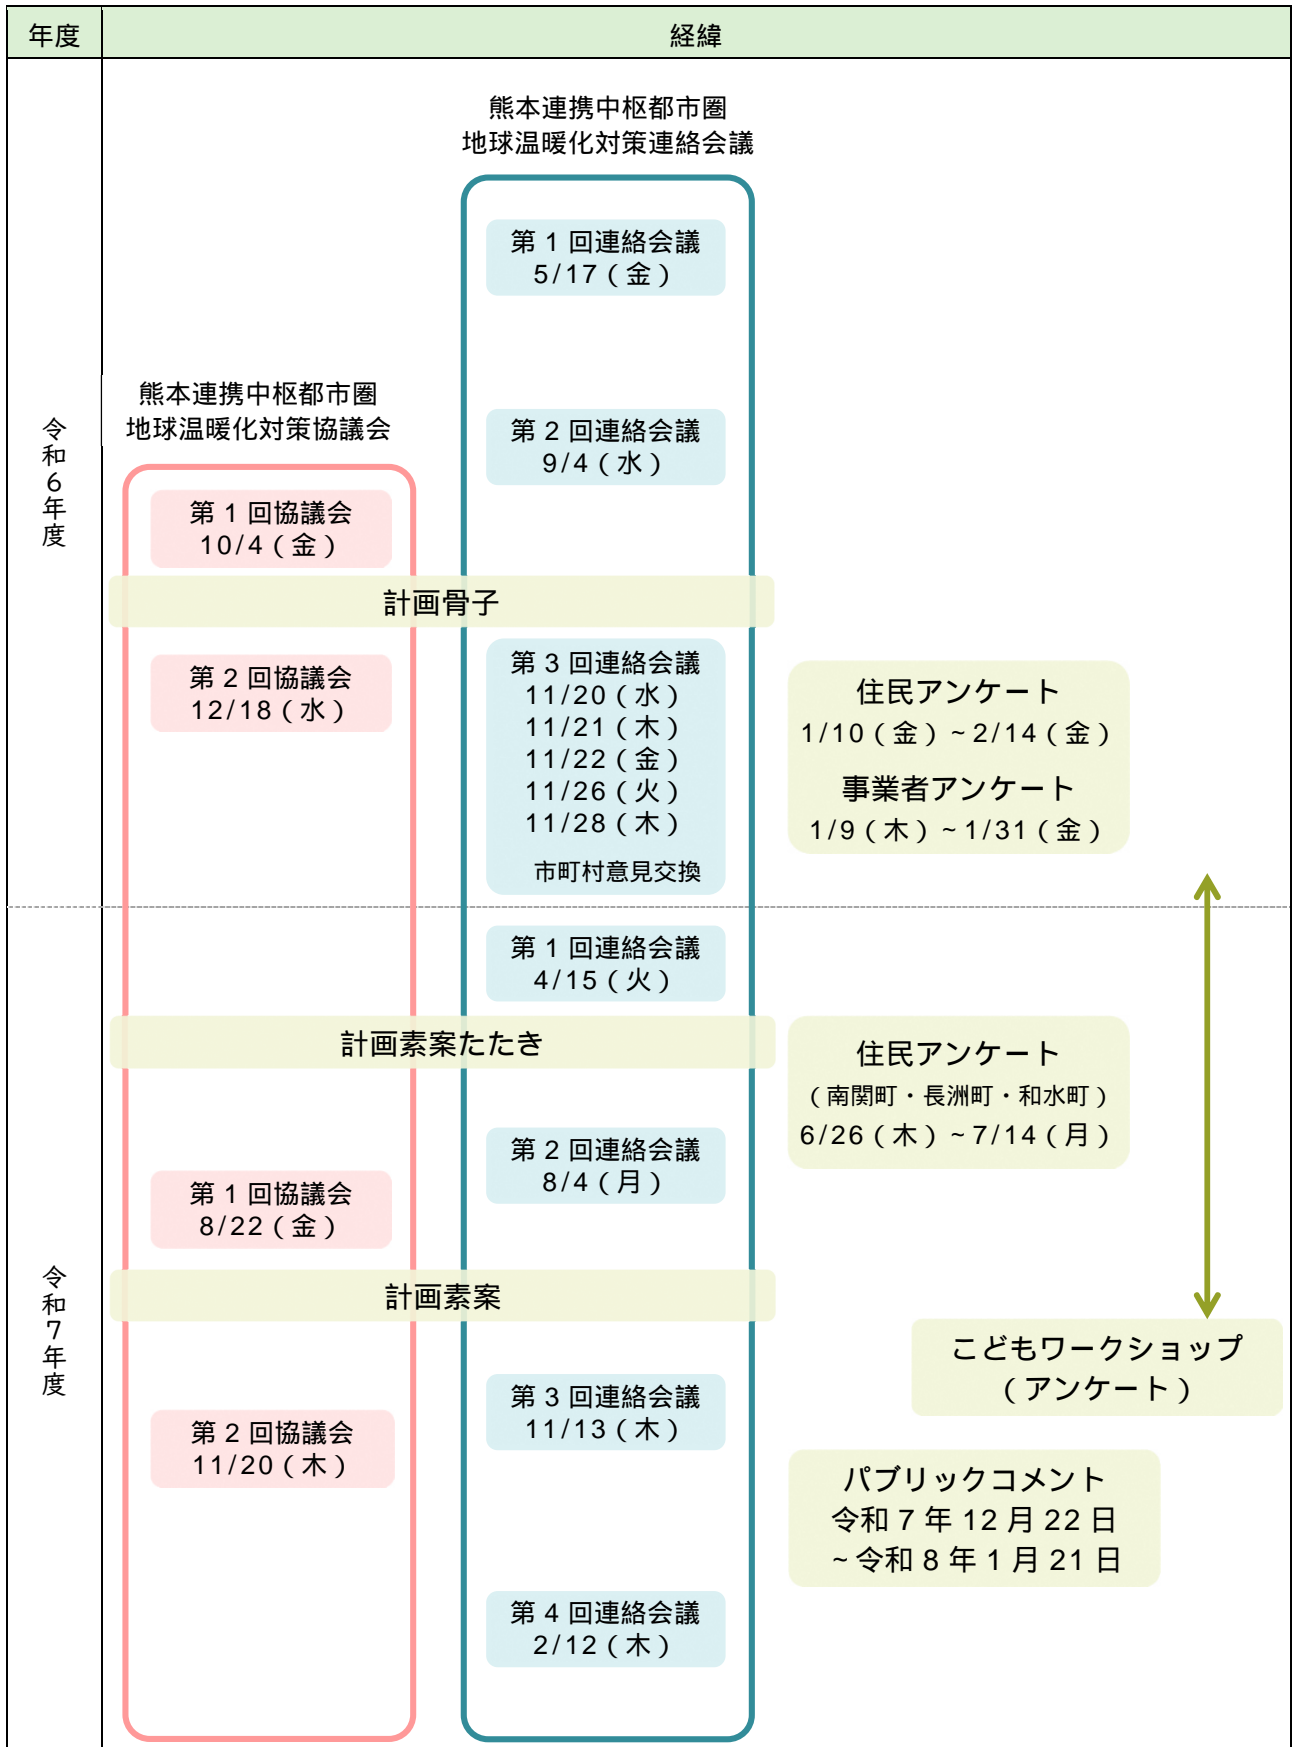 年度
経緯
令和6年度
熊本連携中枢都市圏
地球温暖化対策連絡会議
第1回連絡会議
5/17（金）
熊本連携中枢都市圏
地球温暖化対策協議会
第2回連絡会議
9/4（水）
第1回協議会
10/4（金）
計画骨子
第2回協議会
12/18（水）
第3回連絡会議
11/20（水）
11/21（木）
11/22（金）
11/26（火）
11/28（木）
市町村意見交換
住民アンケート
1/10（金）~2/14（金）
事業者アンケート
1/9（木）~1/31（金）
令和7年度
第1回連絡会議
4/15（火）
計画素案たたき
住民アンケート
（南関町・長洲町・和水町）
6/26（木）~7/14（月）
第2回連絡会議
8/4（月）
第1回協議会
8/22（金）
計画素案
こどもワークショップ
（アンケート）
第3回連絡会議
11/13（木）
第2回協議会
11/20（木）
パブリックコメント
令和7年12月22日
~令和8年1月21日
第4回連絡会議
2/12（木）